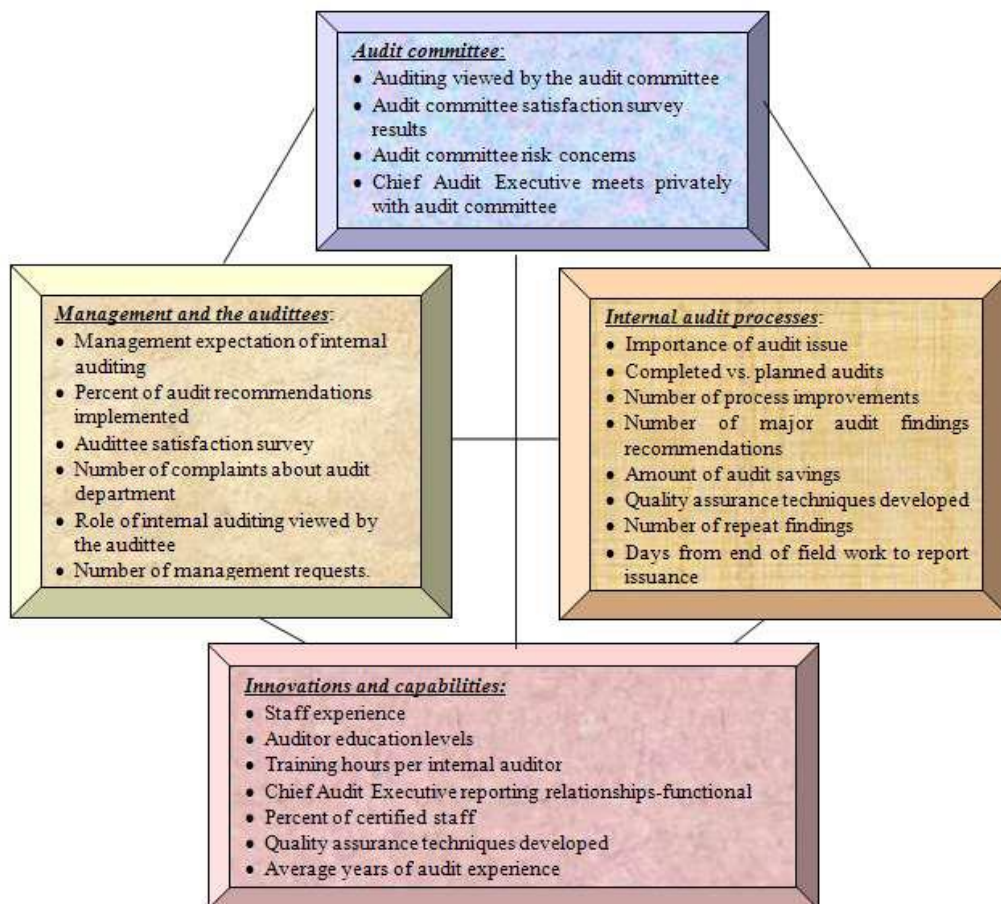 Audit committee:
• Auditing viewed by the audit committee
• Audit committee satisfaction survey
results
• Audit committee risk concerns
• Chief Audit Executive meets privately
with audit committee
Management and the audittees:
• Management expectation of internal
auditing
• Percent of audit recommendations
implemented
• Audittee satisfaction survey
• Number of complaints about audit
department
• Role of internal auditing viewed by
the audittee
• Number of management requests.
Internal audit processes:
• Importance of audit issue
• Completed vs. planned audits
• Number of process improvements
• Number of major audit findings
recommendations
• Amount of audit savings
• Quality assurance techniques developed
• Number of repeat findings
• Days from end of field work to report
issuance
Innovations and capabilities:
• Staff experience
• Auditor education levels
• Training hours per internal auditor
• Chief Audit Executive reporting relationships-functional
• Percent of certified staff
• Quality assurance techniques developed
• Average years of audit experience